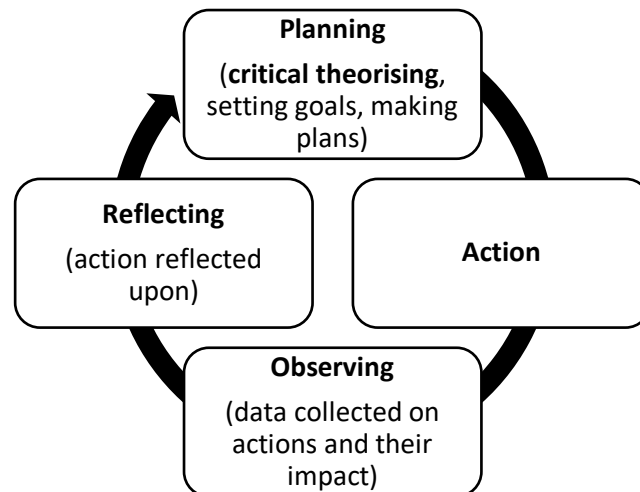 Planning
(critical theorising,
setting goals, making
plans)
Action
Observing
(data collected on
actions and their
impact)
Reflecting
(action reflected
upon)